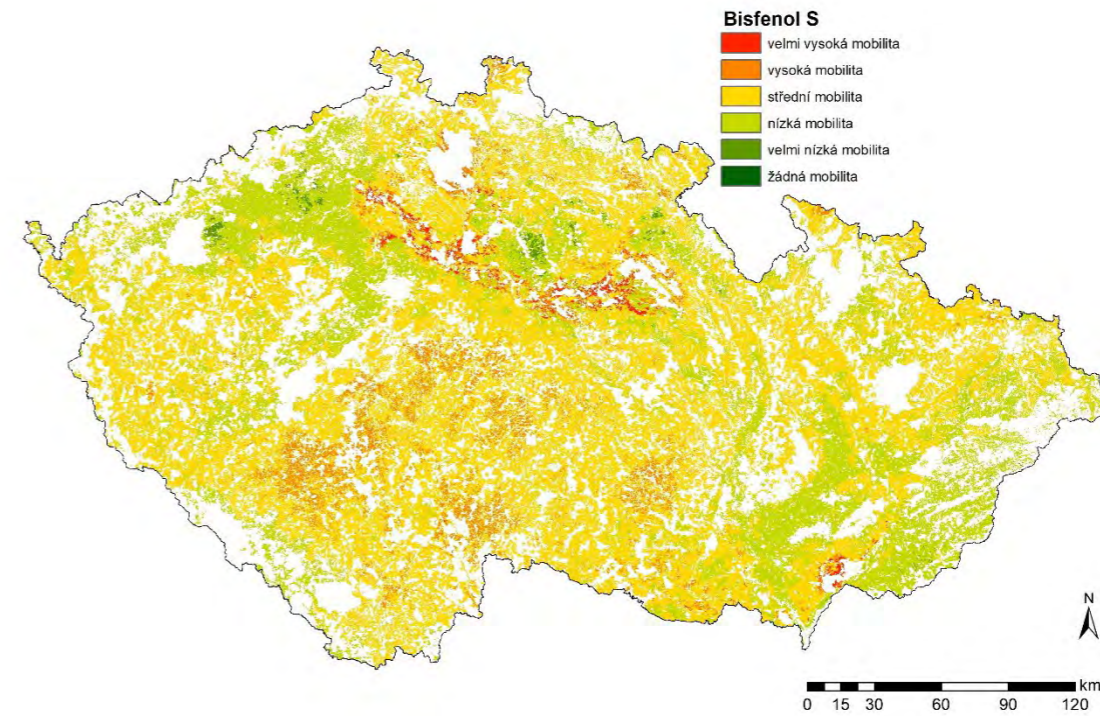 Bisfenol S
velmi vysoká mobilita
vysoká mobilita
střední mobilita
nízká mobilita
velmi nízká mobilita
žádná mobilita
N
km
0 15 30 60 90 120